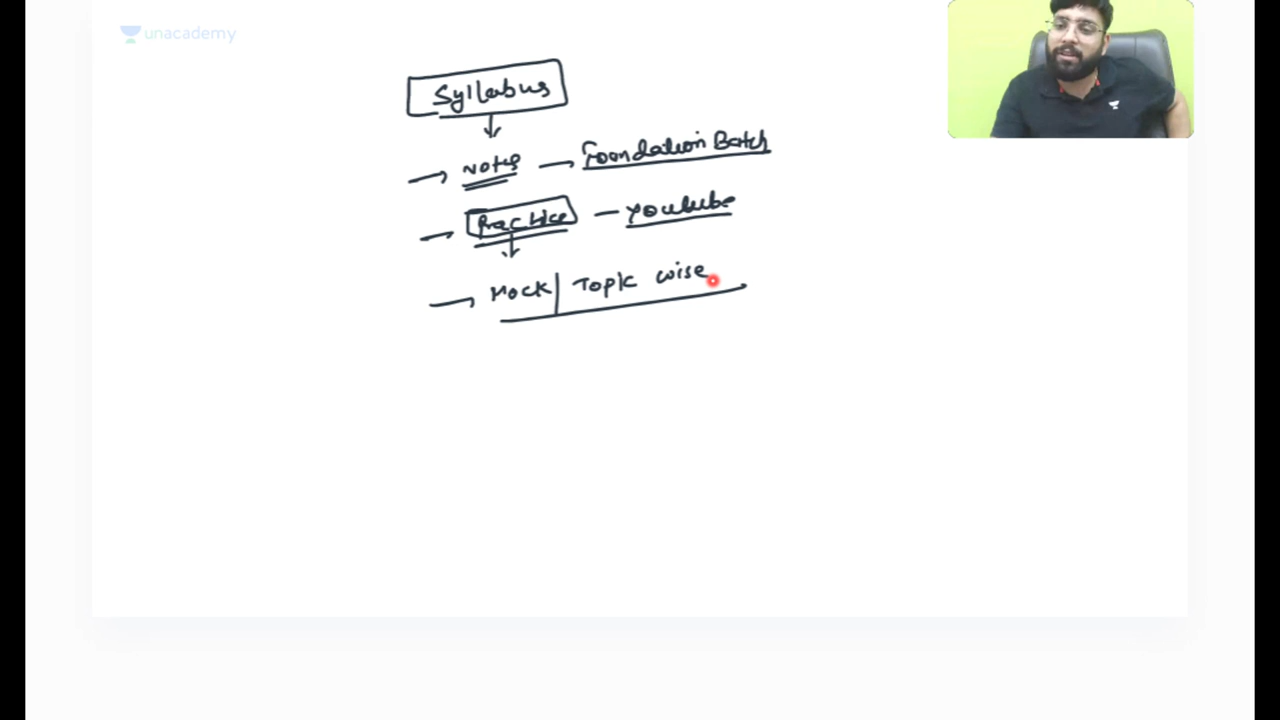 unacademy
Syllabus
Notes — Foundation Batch
Practice — youtube
Mock | Topic wise